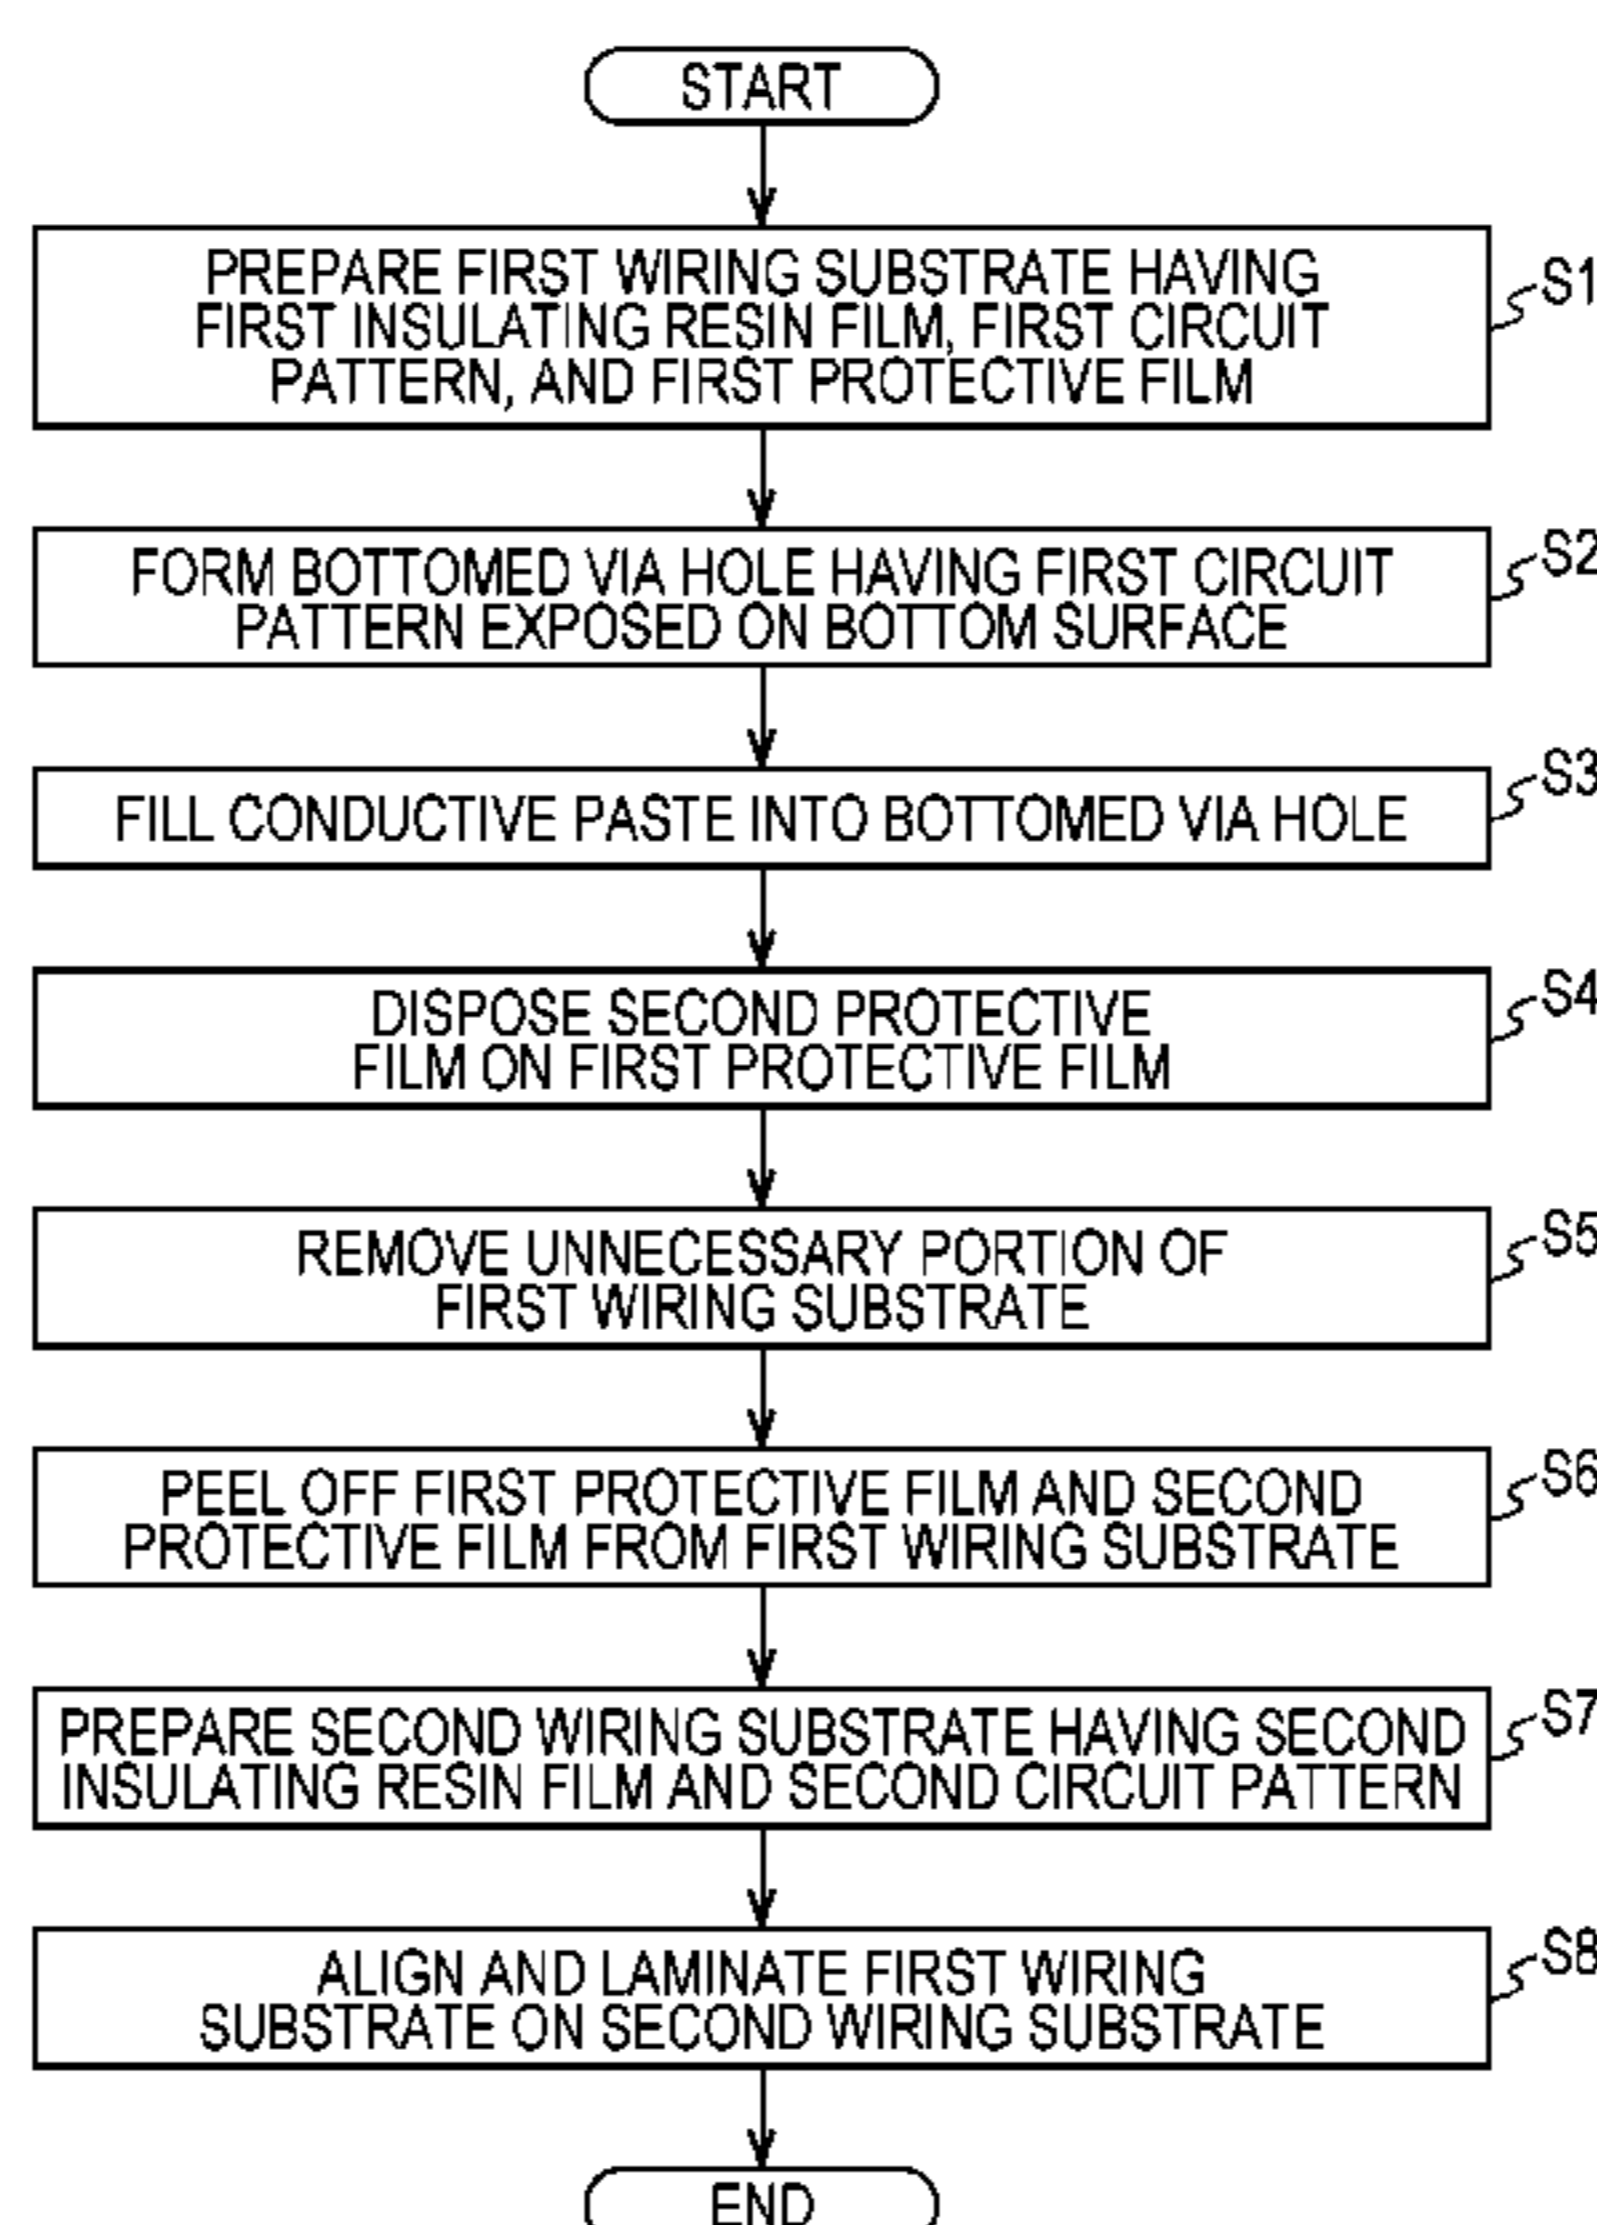 START
PREPARE FIRST WIRING SUBSTRATE HAVING
FIRST INSULATING RESIN FILM, FIRST CIRCUIT
PATTERN, AND FIRST PROTECTIVE FILM
S1
FORM BOTTOMED VIA HOLE HAVING FIRST CIRCUIT
PATTERN EXPOSED ON BOTTOM SURFACE
S2
FILL CONDUCTIVE PASTE INTO BOTTOMED VIA HOLE
S3
DISPOSE SECOND PROTECTIVE
FILM ON FIRST PROTECTIVE FILM
S4
REMOVE UNNECESSARY PORTION OF
FIRST WIRING SUBSTRATE
S5
PEEL OFF FIRST PROTECTIVE FILM AND SECOND
PROTECTIVE FILM FROM FIRST WIRING SUBSTRATE
S6
PREPARE SECOND WIRING SUBSTRATE HAVING SECOND
INSULATING RESIN FILM AND SECOND CIRCUIT PATTERN
S7
ALIGN AND LAMINATE FIRST WIRING
SUBSTRATE ON SECOND WIRING SUBSTRATE
S8
END